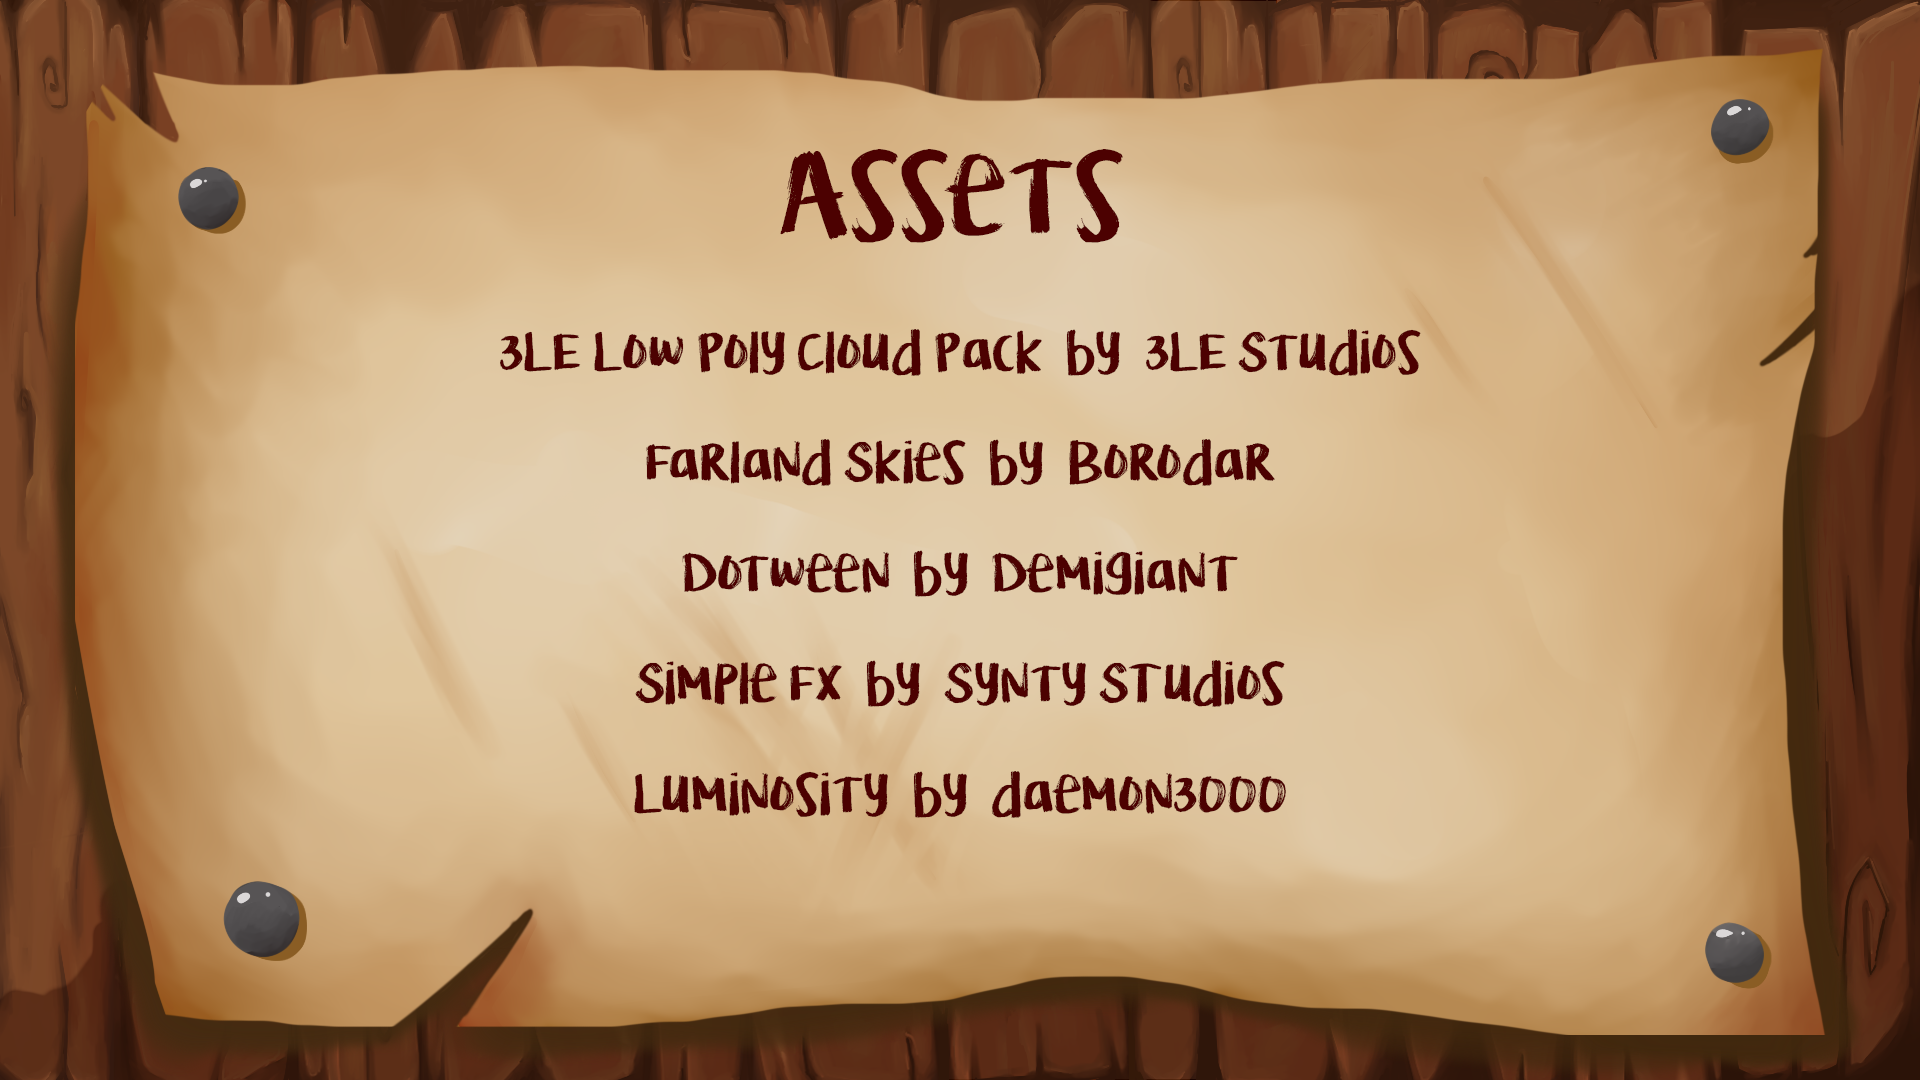 Assets
3LE Low Poly Cloud Pack by 3LE Studios
Farland Skies by Borodar
DoTween by Demigiant
Simple FX by Synty Studios
Luminosity by daemon3000